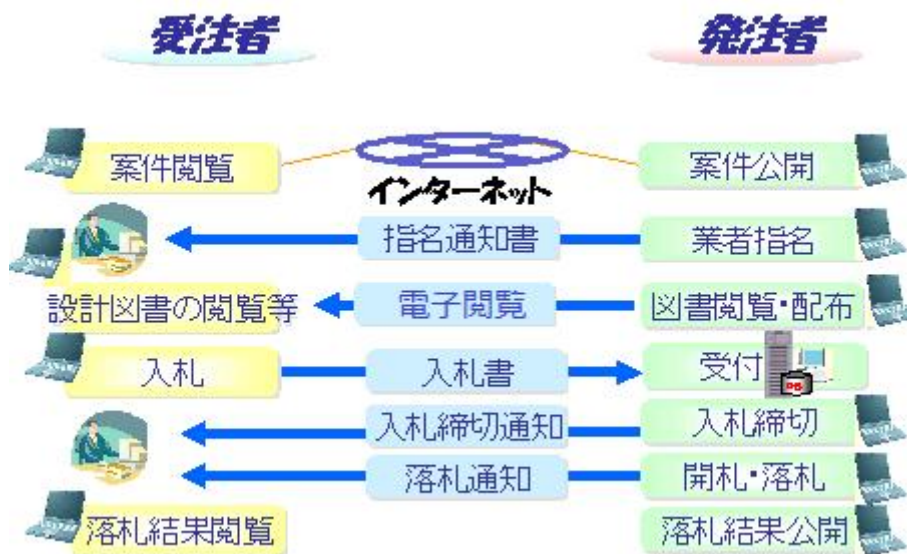 受注者 発注者
案件閲覧 案件公開
インターネット
指名通知書 業者指名
設計図書の閲覧等 電子閲覧 図書閲覧・配布
入札 入札書 受付
入札締切通知 入札締切
落札通知 開札・落札
落札結果閲覧 落札結果公開